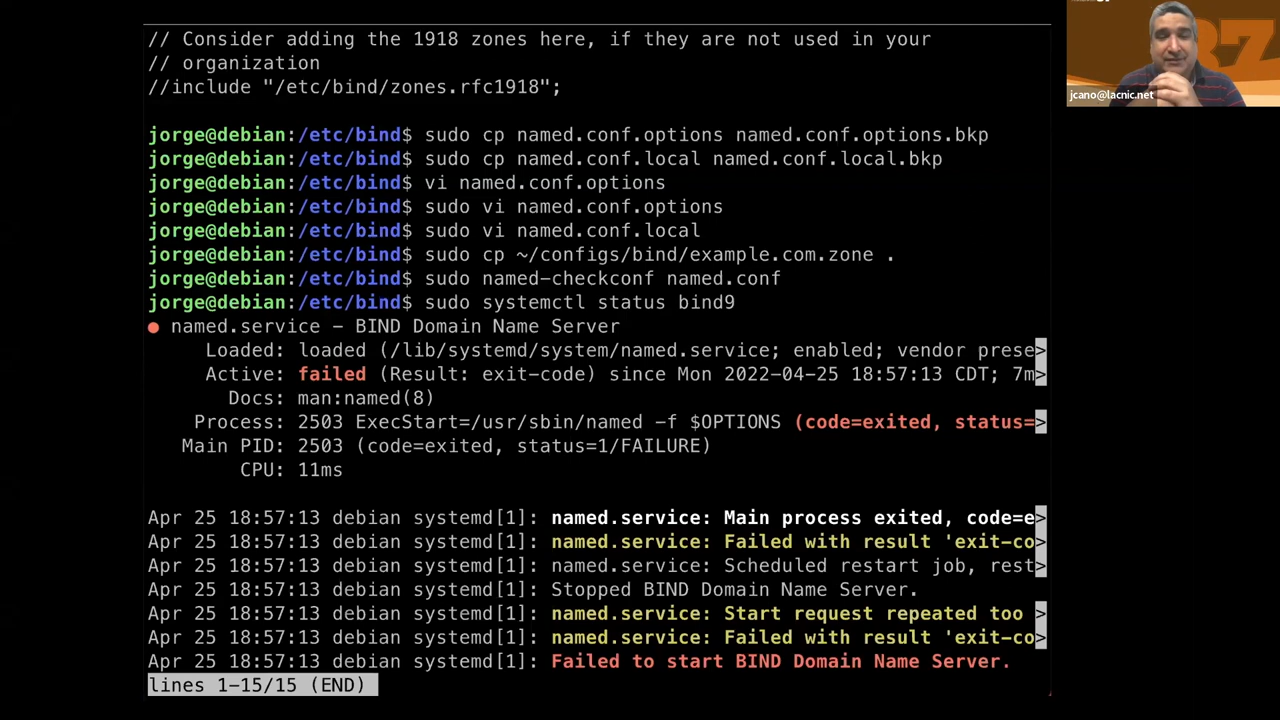 // Consider adding the 1918 zones here, if they are not used in your
// organization
//include "/etc/bind/zones.rfc1918";
jorge@debian:/etc/bind$ sudo cp named.conf.options named.conf.options.bkp
jorge@debian:/etc/bind$ sudo cp named.conf.local named.conf.local.bkp
jorge@debian:/etc/bind$ vi named.conf.options
jorge@debian:/etc/bind$ sudo vi named.conf.options
jorge@debian:/etc/bind$ sudo vi named.conf.local
jorge@debian:/etc/bind$ sudo cp ~/configs/bind/example.com.zone .
jorge@debian:/etc/bind$ sudo named-checkconf named.conf
jorge@debian:/etc/bind$ sudo systemctl status bind9
● named.service - BIND Domain Name Server
Loaded: loaded (/lib/systemd/system/named.service; enabled; vendor prese>
Active: failed (Result: exit-code) since Mon 2022-04-25 18:57:13 CDT; 7m>
Docs: man:named(8)
Process: 2503 ExecStart=/usr/sbin/named -f $OPTIONS (code=exited, status=>
Main PID: 2503 (code=exited, status=1/FAILURE)
CPU: 11ms
Apr 25 18:57:13 debian systemd[1]: named.service: Main process exited, code=e>
Apr 25 18:57:13 debian systemd[1]: named.service: Failed with result 'exit-co>
Apr 25 18:57:13 debian systemd[1]: named.service: Scheduled restart job, rest>
Apr 25 18:57:13 debian systemd[1]: Stopped BIND Domain Name Server.
Apr 25 18:57:13 debian systemd[1]: named.service: Start request repeated too >
Apr 25 18:57:13 debian systemd[1]: named.service: Failed with result 'exit-co>
Apr 25 18:57:13 debian systemd[1]: Failed to start BIND Domain Name Server.
lines 1-15/15 (END)
jcano@lacnic.net